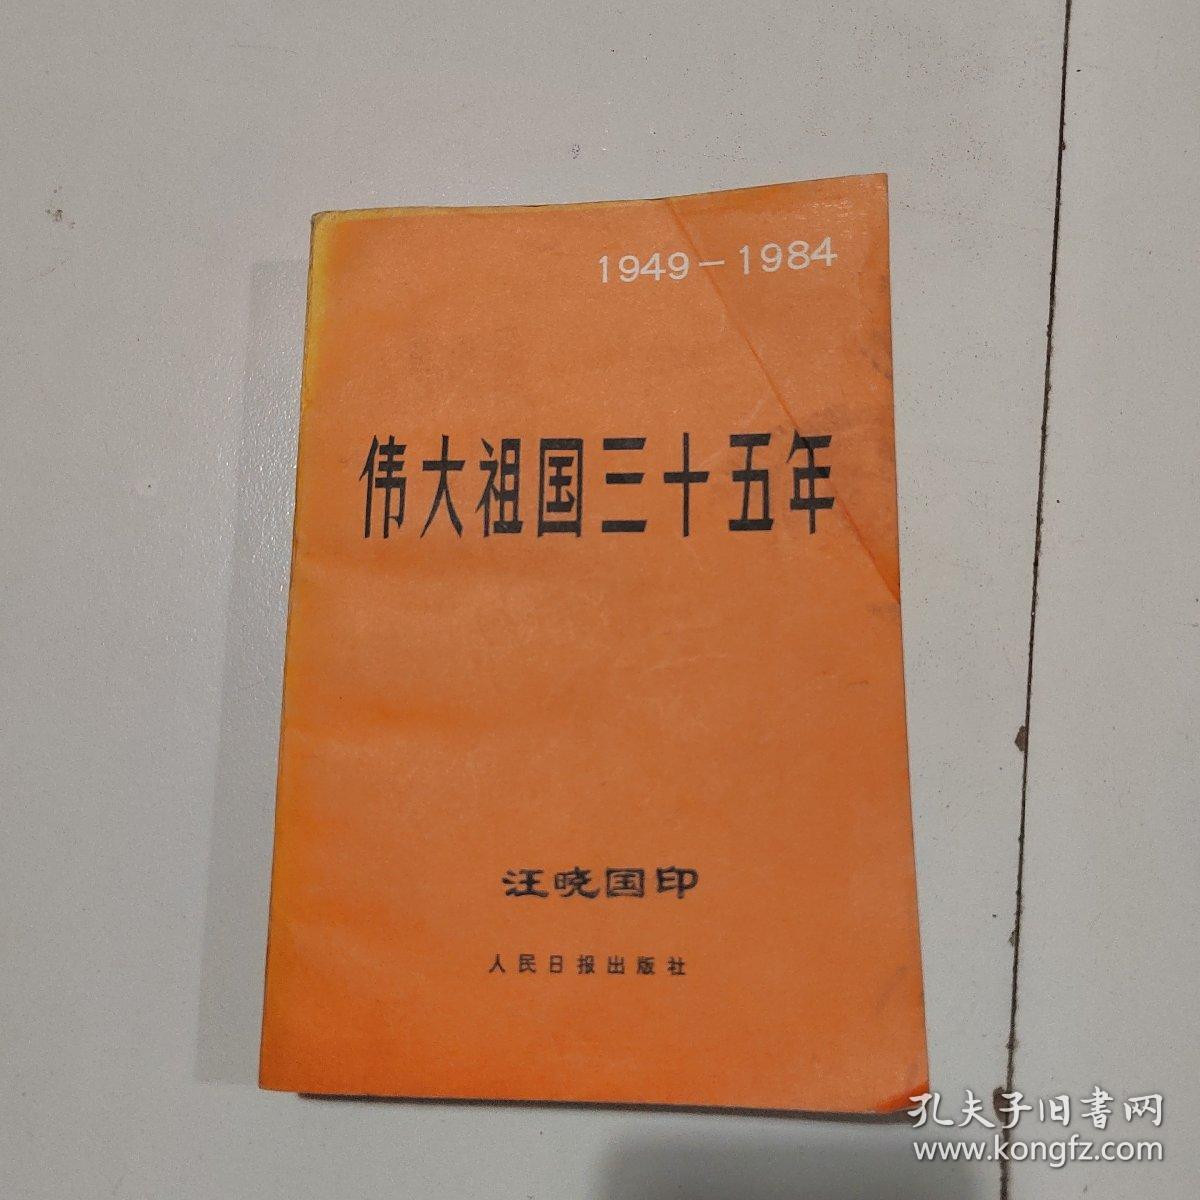 1949－1984
伟大祖国三十五年
汪晓国印
人民日报出版社
孔夫子旧書网
www.kongfz.com